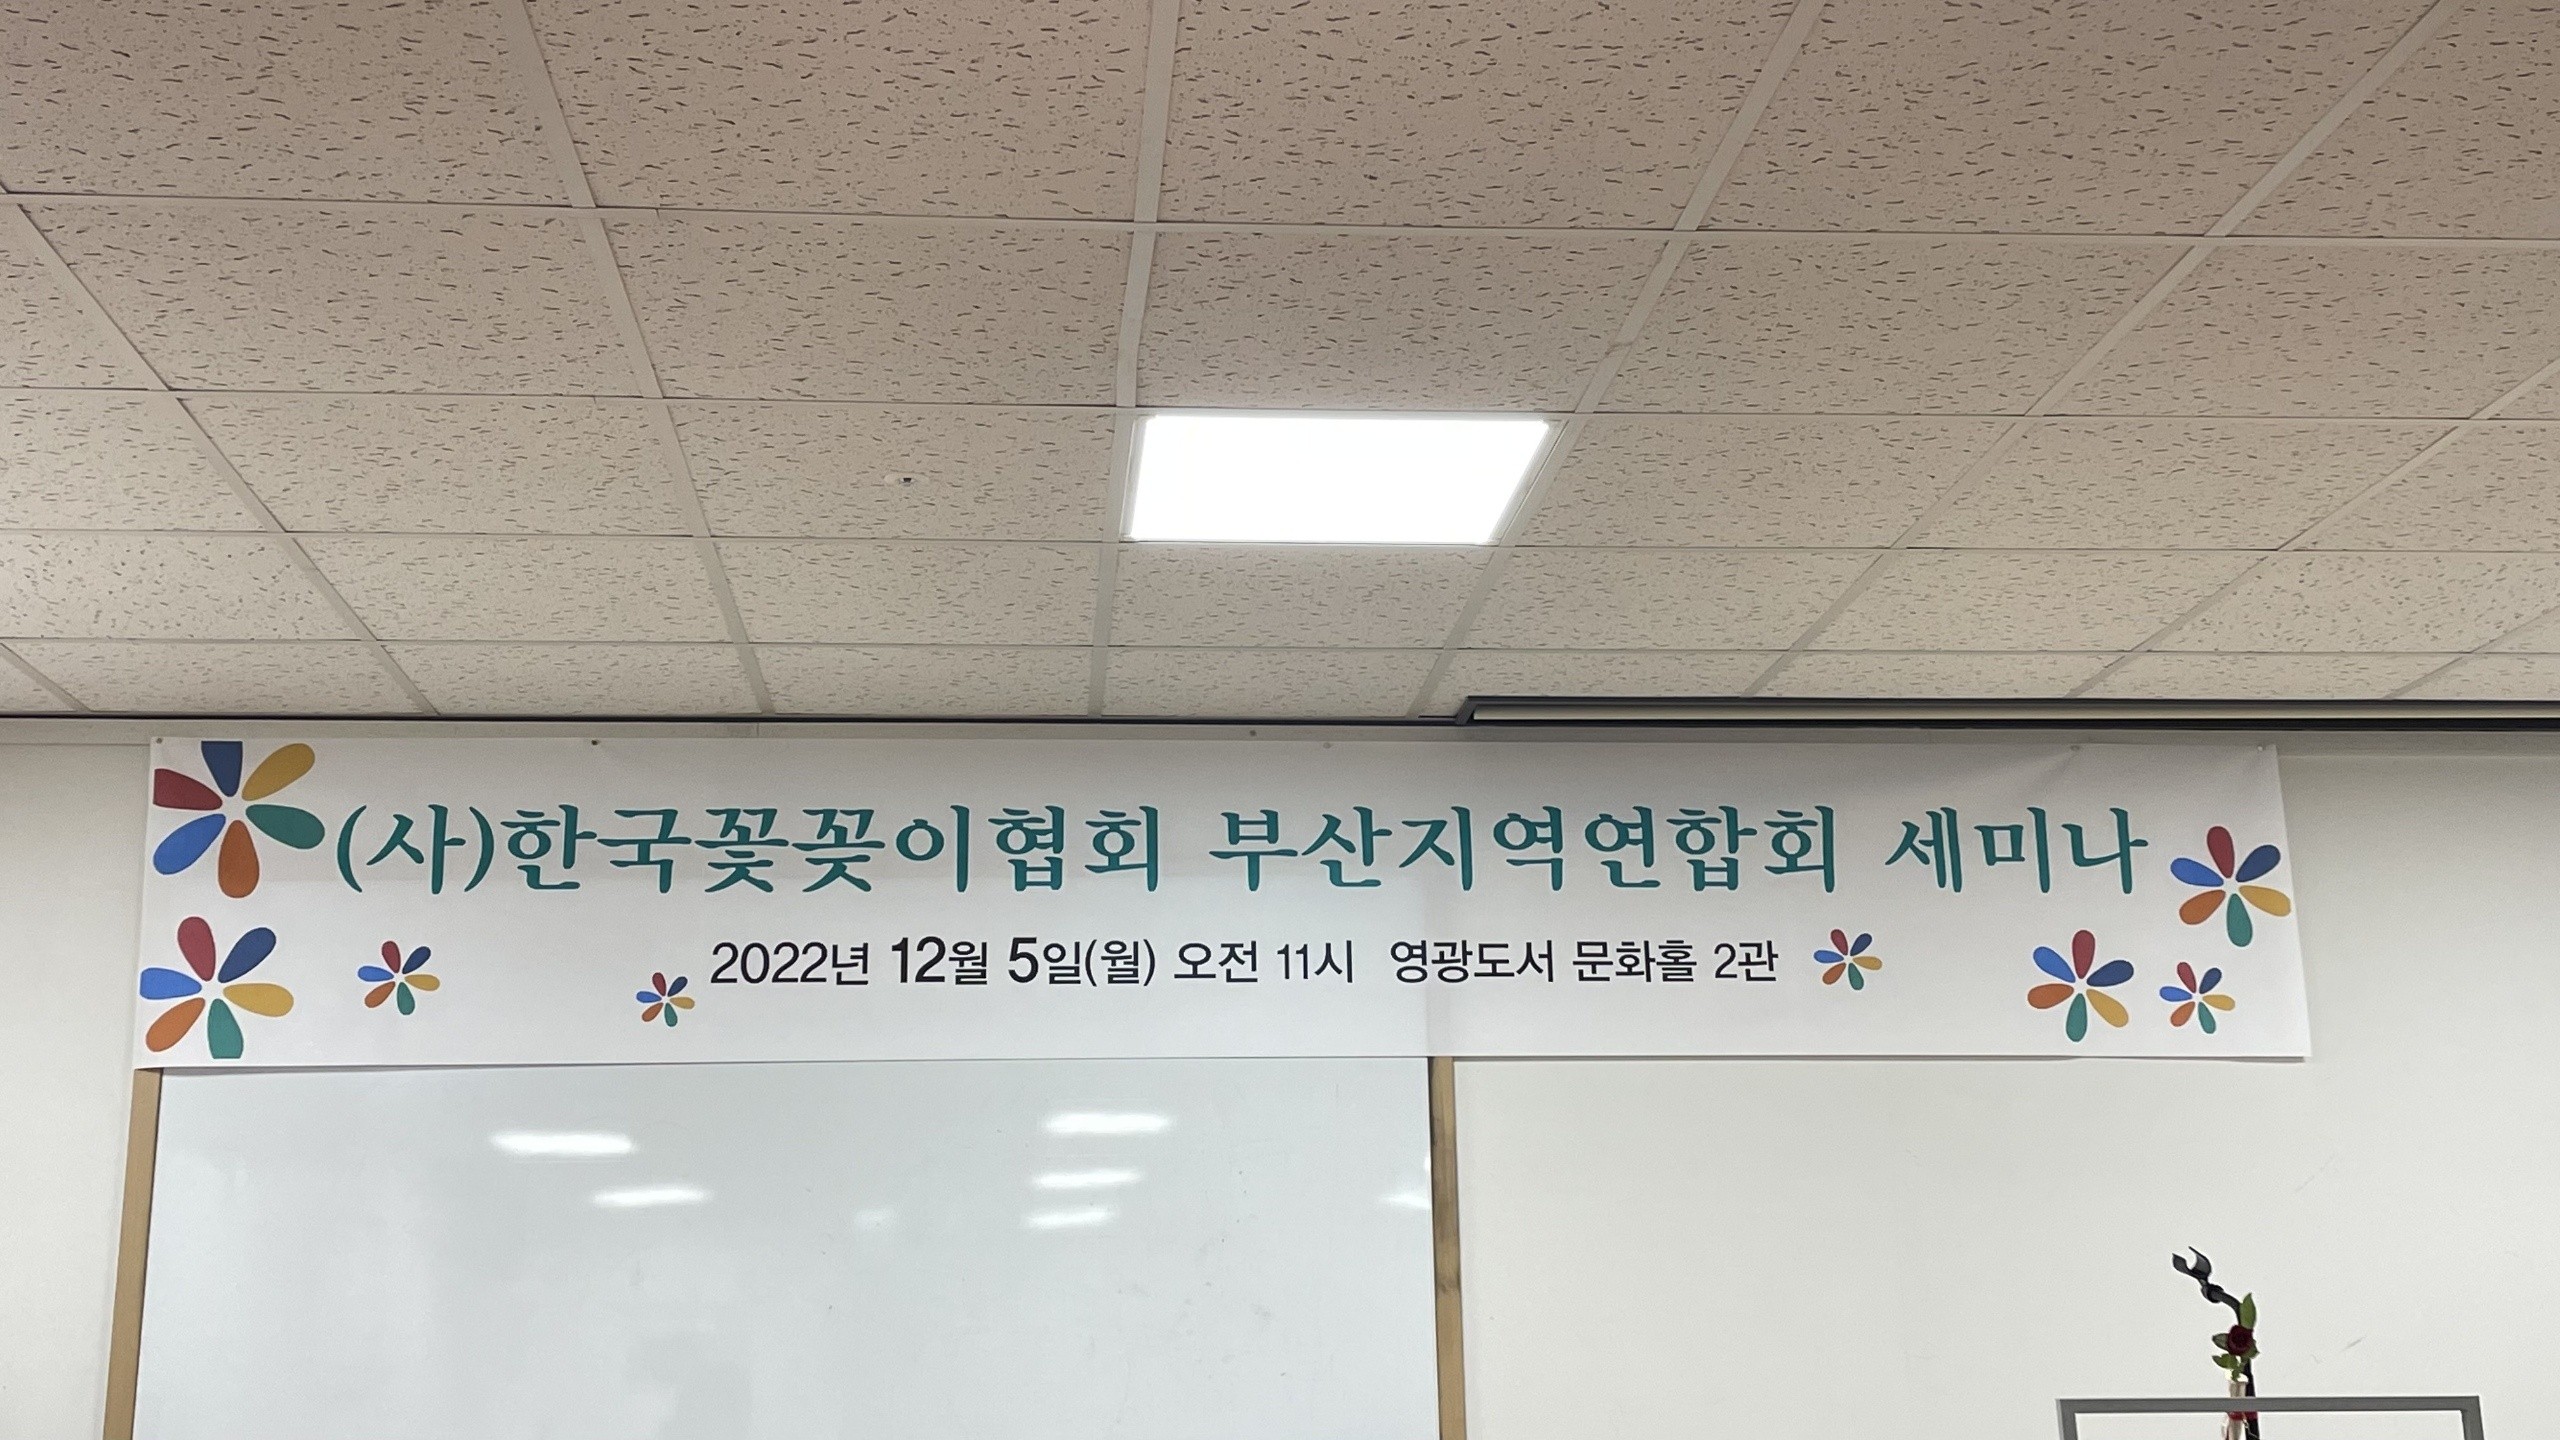 (사)한국꽃꽂이협회 부산지역연합회 세미나
2022년 12월 5일(월) 오전 11시 영광도서 문화홀 2관